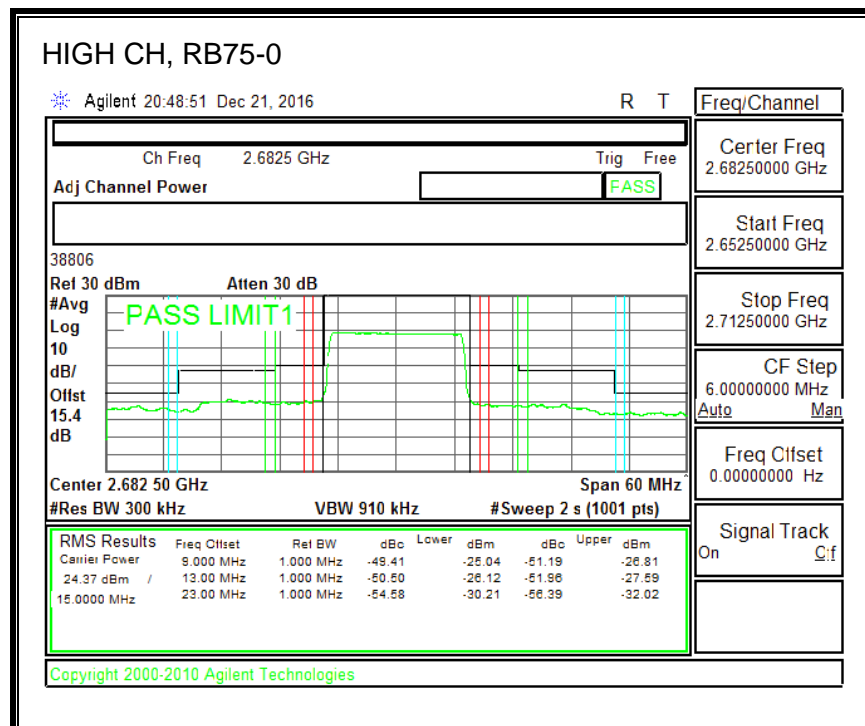 HIGH CH, RB75-0
Agilent 20:48:51 Dec 21, 2016 R T
Freq/Channel
Ch Freq 2.6825 GHz Trig Free
Adj Channel Power PASS
38806
Ref 30 dBm Atten 30 dB
#Avg
Log
10
dB/
Offst
15.4
dB
PASS LIMIT1
Center 2.682 50 GHz Span 60 MHz
#Res BW 300 kHz VBW 910 kHz #Sweep 2 s (1001 pts)
RMS Results Freq Offset Ref BW dBc Lower dBm dBc Upper dBm
Carrier Power 9.000 MHz 1.000 MHz -49.41 -25.04 -51.19 -26.81
24.37 dBm / 13.00 MHz 1.000 MHz -50.50 -26.12 -51.96 -27.59
15.0000 MHz 23.00 MHz 1.000 MHz -54.58 -30.21 -56.39 -32.02
Center Freq
2.68250000 GHz
Start Freq
2.65250000 GHz
Stop Freq
2.71250000 GHz
CF Step
6.00000000 MHz
Auto Man
Freq Offset
0.00000000 Hz
Signal Track
On Off
Copyright 2000-2010 Agilent Technologies